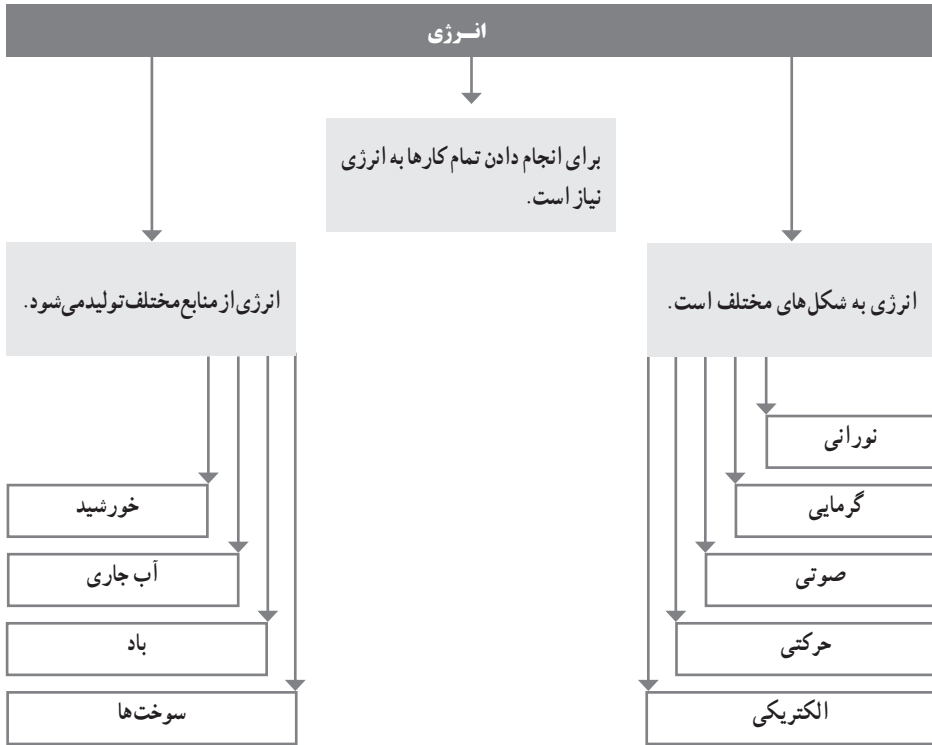 انــرژی
برای انجام دادن تمام کارها به انرژی
نیاز است.
انرژی به شکل‌های مختلف است.
نورانی
گرمایی
صوتی
حرکتی
الکتریکی
انرژی از منابع مختلف تولید می‌شود.
خورشید
آب جاری
باد
سوخت‌ها